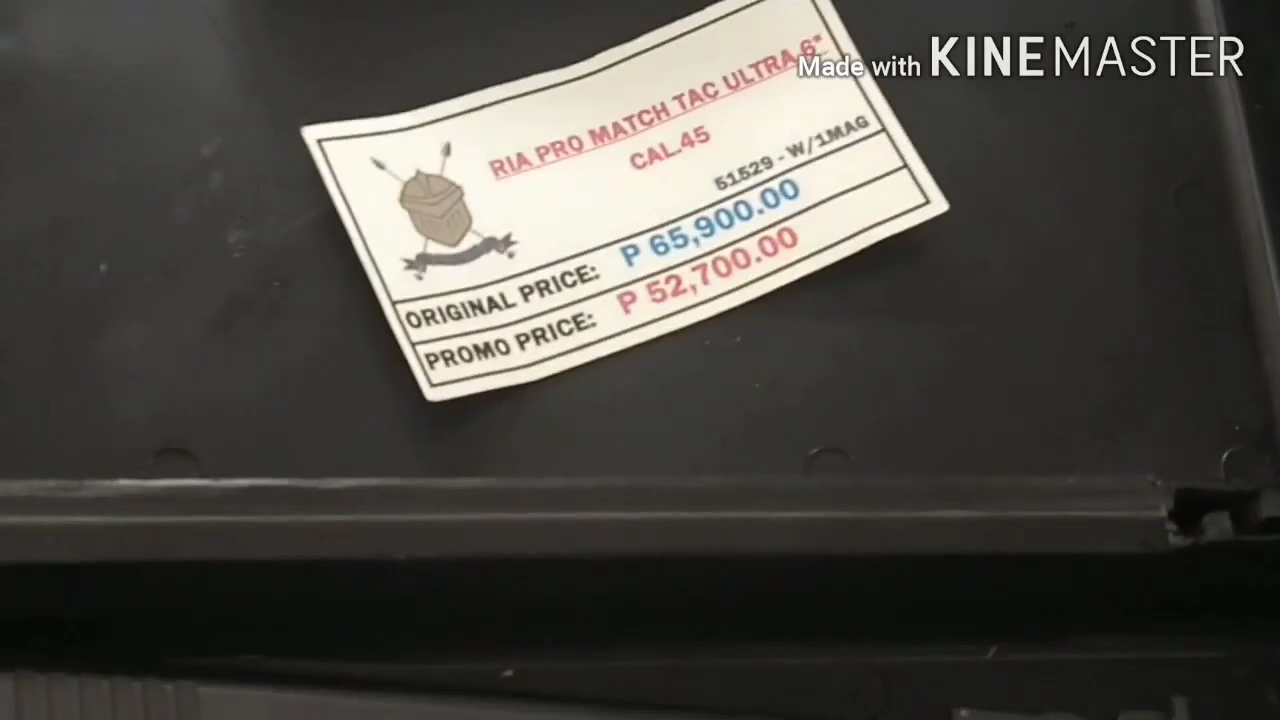 Made with KINEMASTER
RIA PRO MATCH TAC ULTRA 6"
CAL.45
51529 - W/1MAG
ORIGINAL PRICE: P 65,900.00
PROMO PRICE: P 52,700.00